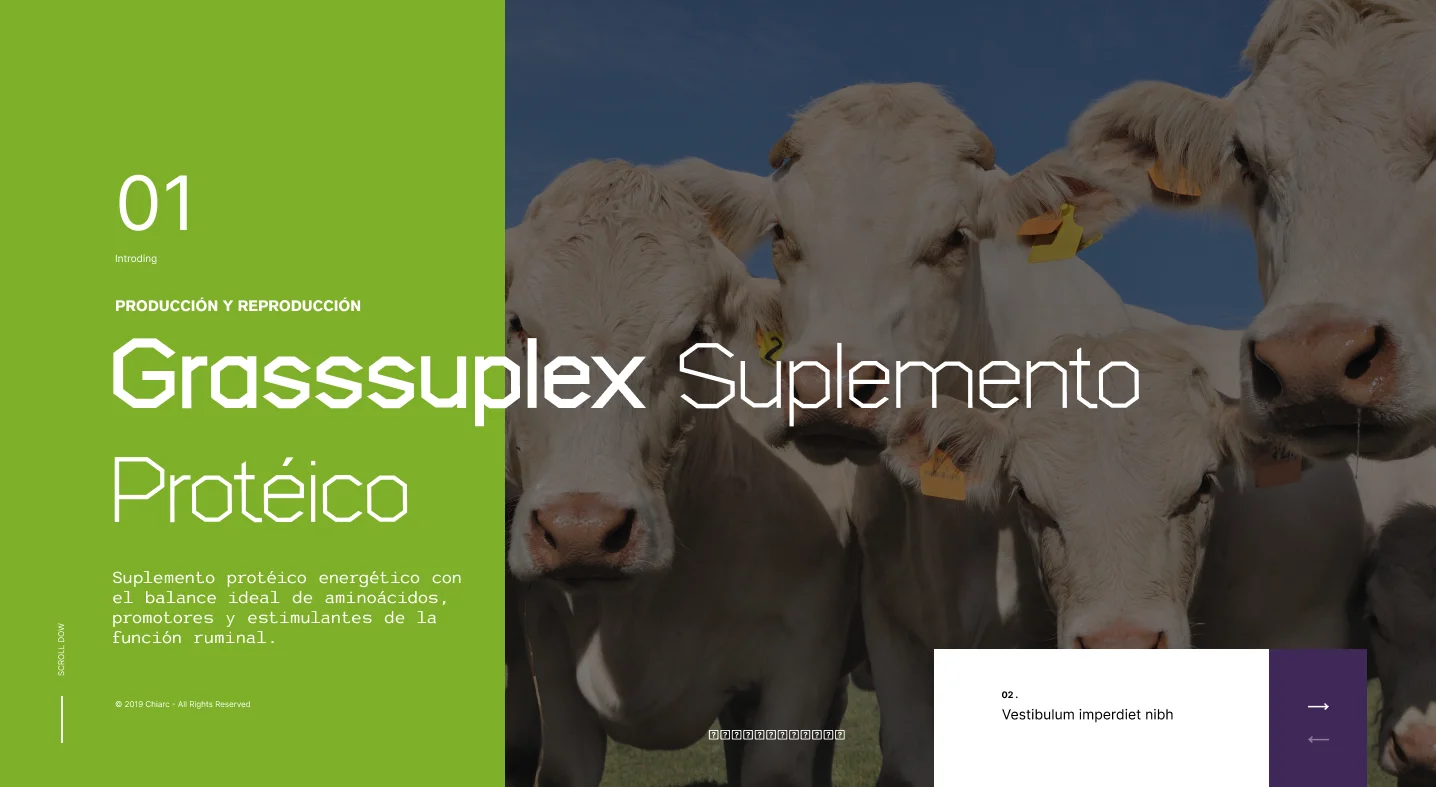 01
Introding
PRODUCCIÓN Y REPRODUCCIÓN
Grasssuplex Suplemento
Protéico
Suplemento protéico energético con
el balance ideal de aminoácidos,
promotores y estimulantes de la
función ruminal.
SCROLL DOW
© 2019 Chiarc - All Rights Reserved
02.
Vestibulum imperdiet nibh